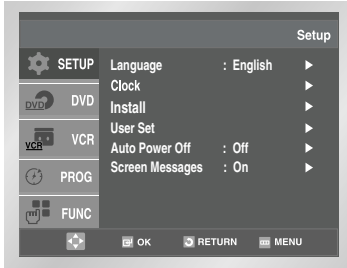 Setup
SETUP
DVD
DVD
VCR
VCR
PROG
FUNC
Language : English
Clock
Install
User Set
Auto Power Off : Off
Screen Messages : On
OK RETURN MENU